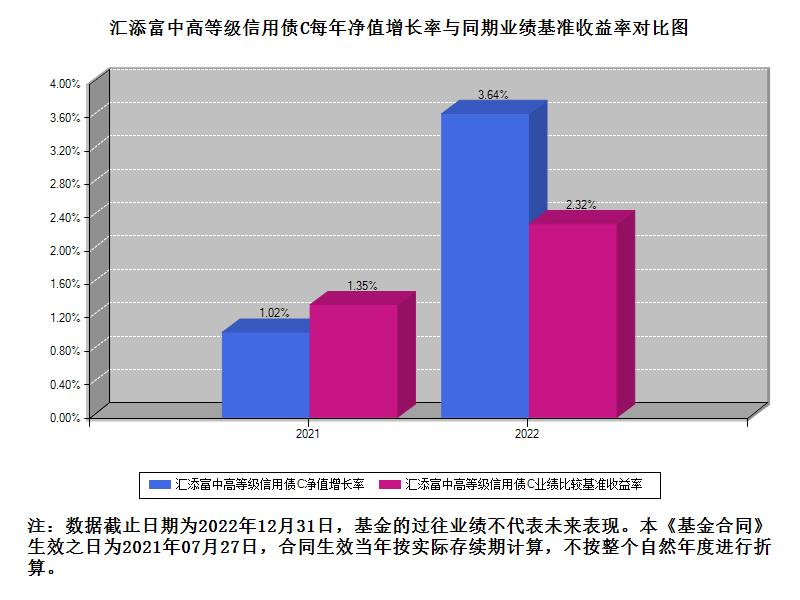 汇添富中高等级信用债C每年净值增长率与同期业绩基准收益率对比图
4.00%
3.60%
3.20%
2.80%
2.40%
2.00%
1.60%
1.20%
0.80%
0.40%
0.00%
3.64%
2.32%
1.35%
1.02%
2021
2022
汇添富中高等级信用债C净值增长率
汇添富中高等级信用债C业绩比较基准收益率
注：数据截止日期为2022年12月31日，基金的过往业绩不代表未来表现。本《基金合同》
生效之日为2021年07月27日，合同生效当年按实际存续期计算，不按整个自然年度进行折
算。